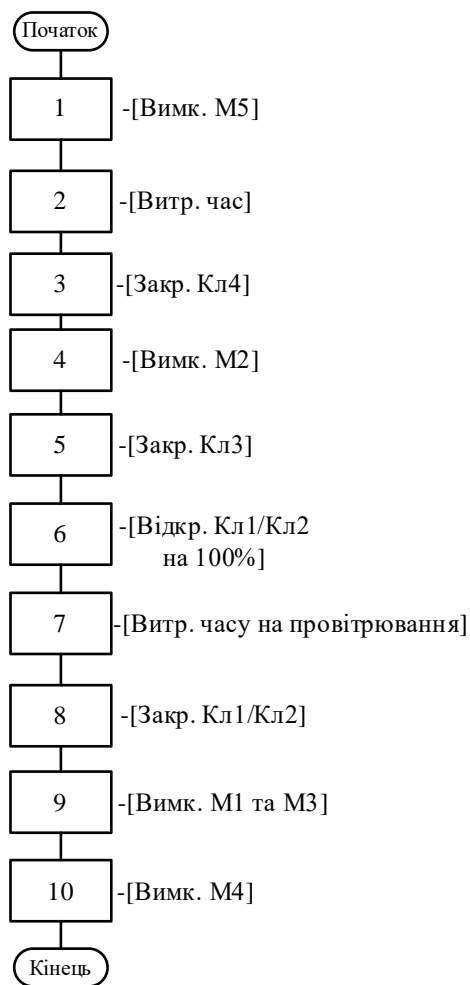 Початок
1 -[Вимк. М5]
2 -[Витр. час]
3 -[Закр. Кл4]
4 -[Вимк. М2]
5 -[Закр. Кл3]
6 -[Відкр. Кл1/Кл2
на 100%]
7 -[Витр. часу на провітрювання]
8 -[Закр. Кл1/Кл2]
9 -[Вимк. М1 та М3]
10 -[Вимк. М4]
Кінець